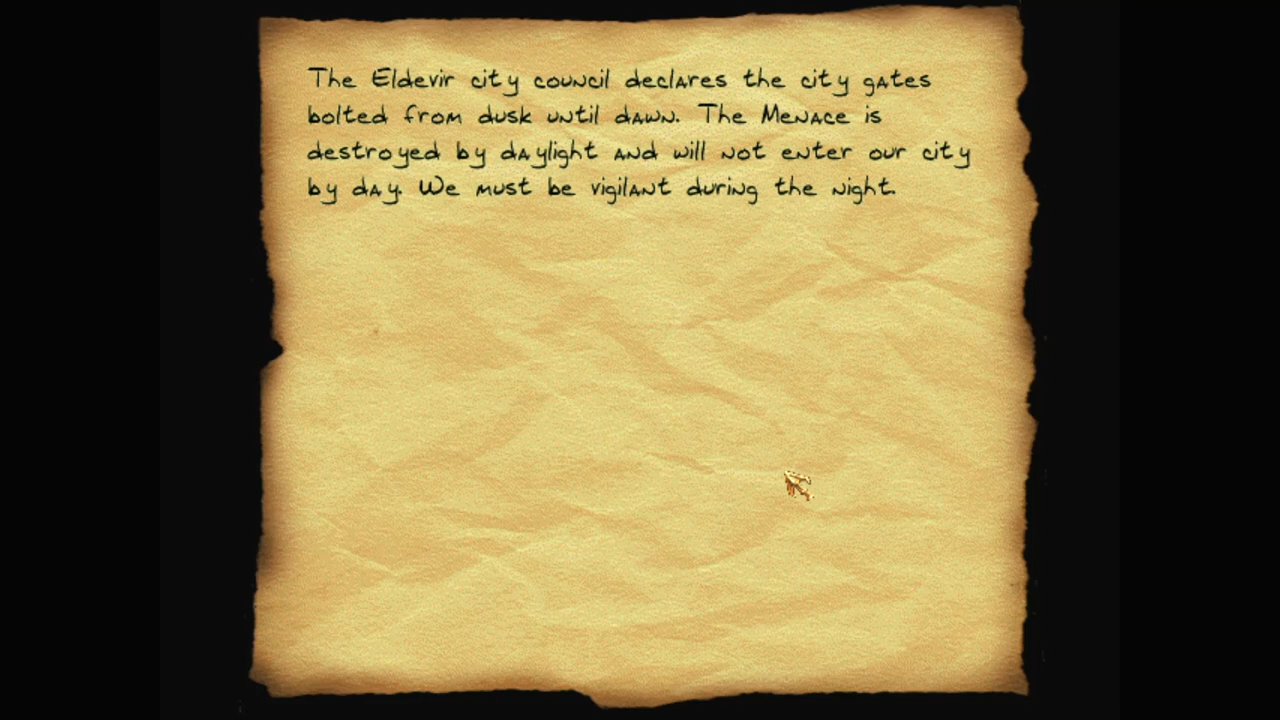 The Eldevir city council declares the city gates
bolted from dusk until dawn. The Menace is
destroyed by daylight and will not enter our city
by day. We must be vigilant during the night.